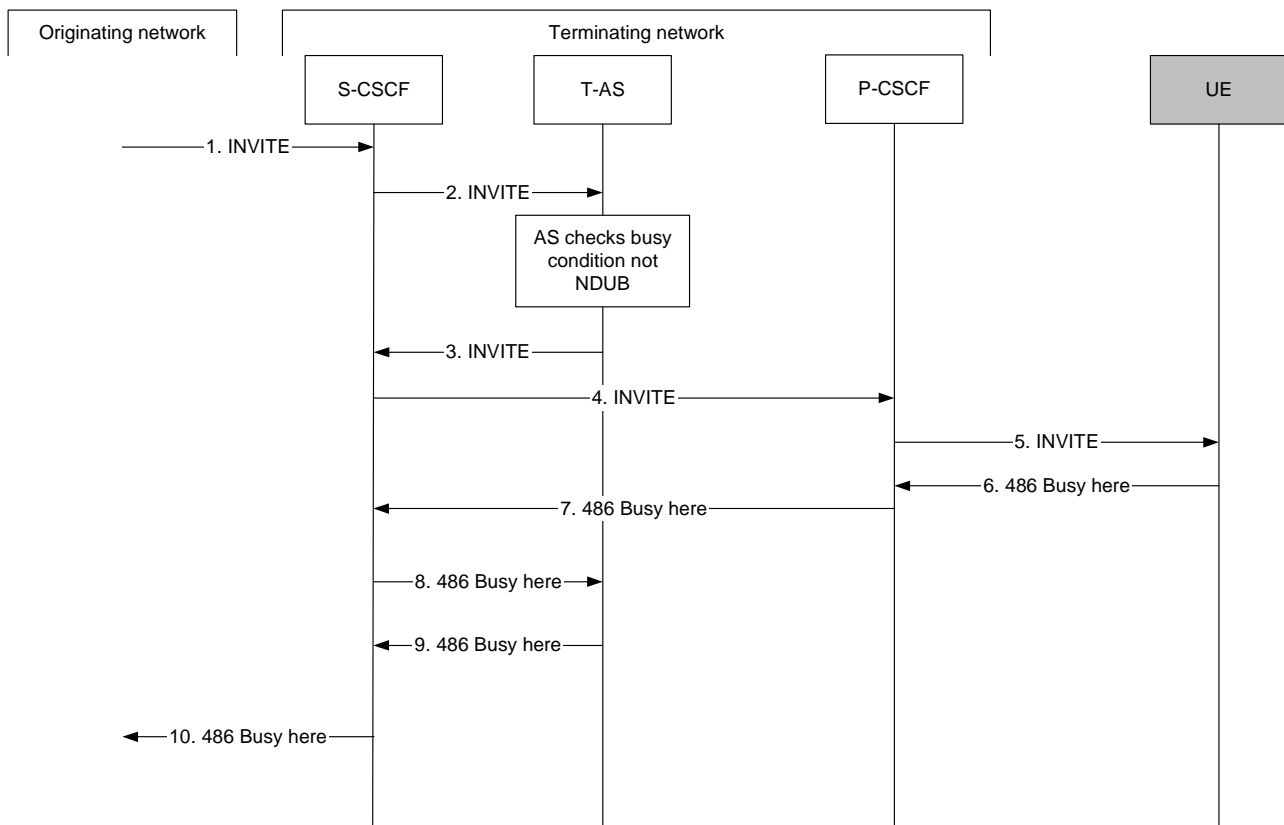 Originating network
Terminating network
S-CSCF
T-AS
P-CSCF
UE
1. INVITE
2. INVITE
AS checks busy
condition not
NDUB
3. INVITE
4. INVITE
5. INVITE
6. 486 Busy here
7. 486 Busy here
8. 486 Busy here
9. 486 Busy here
10. 486 Busy here